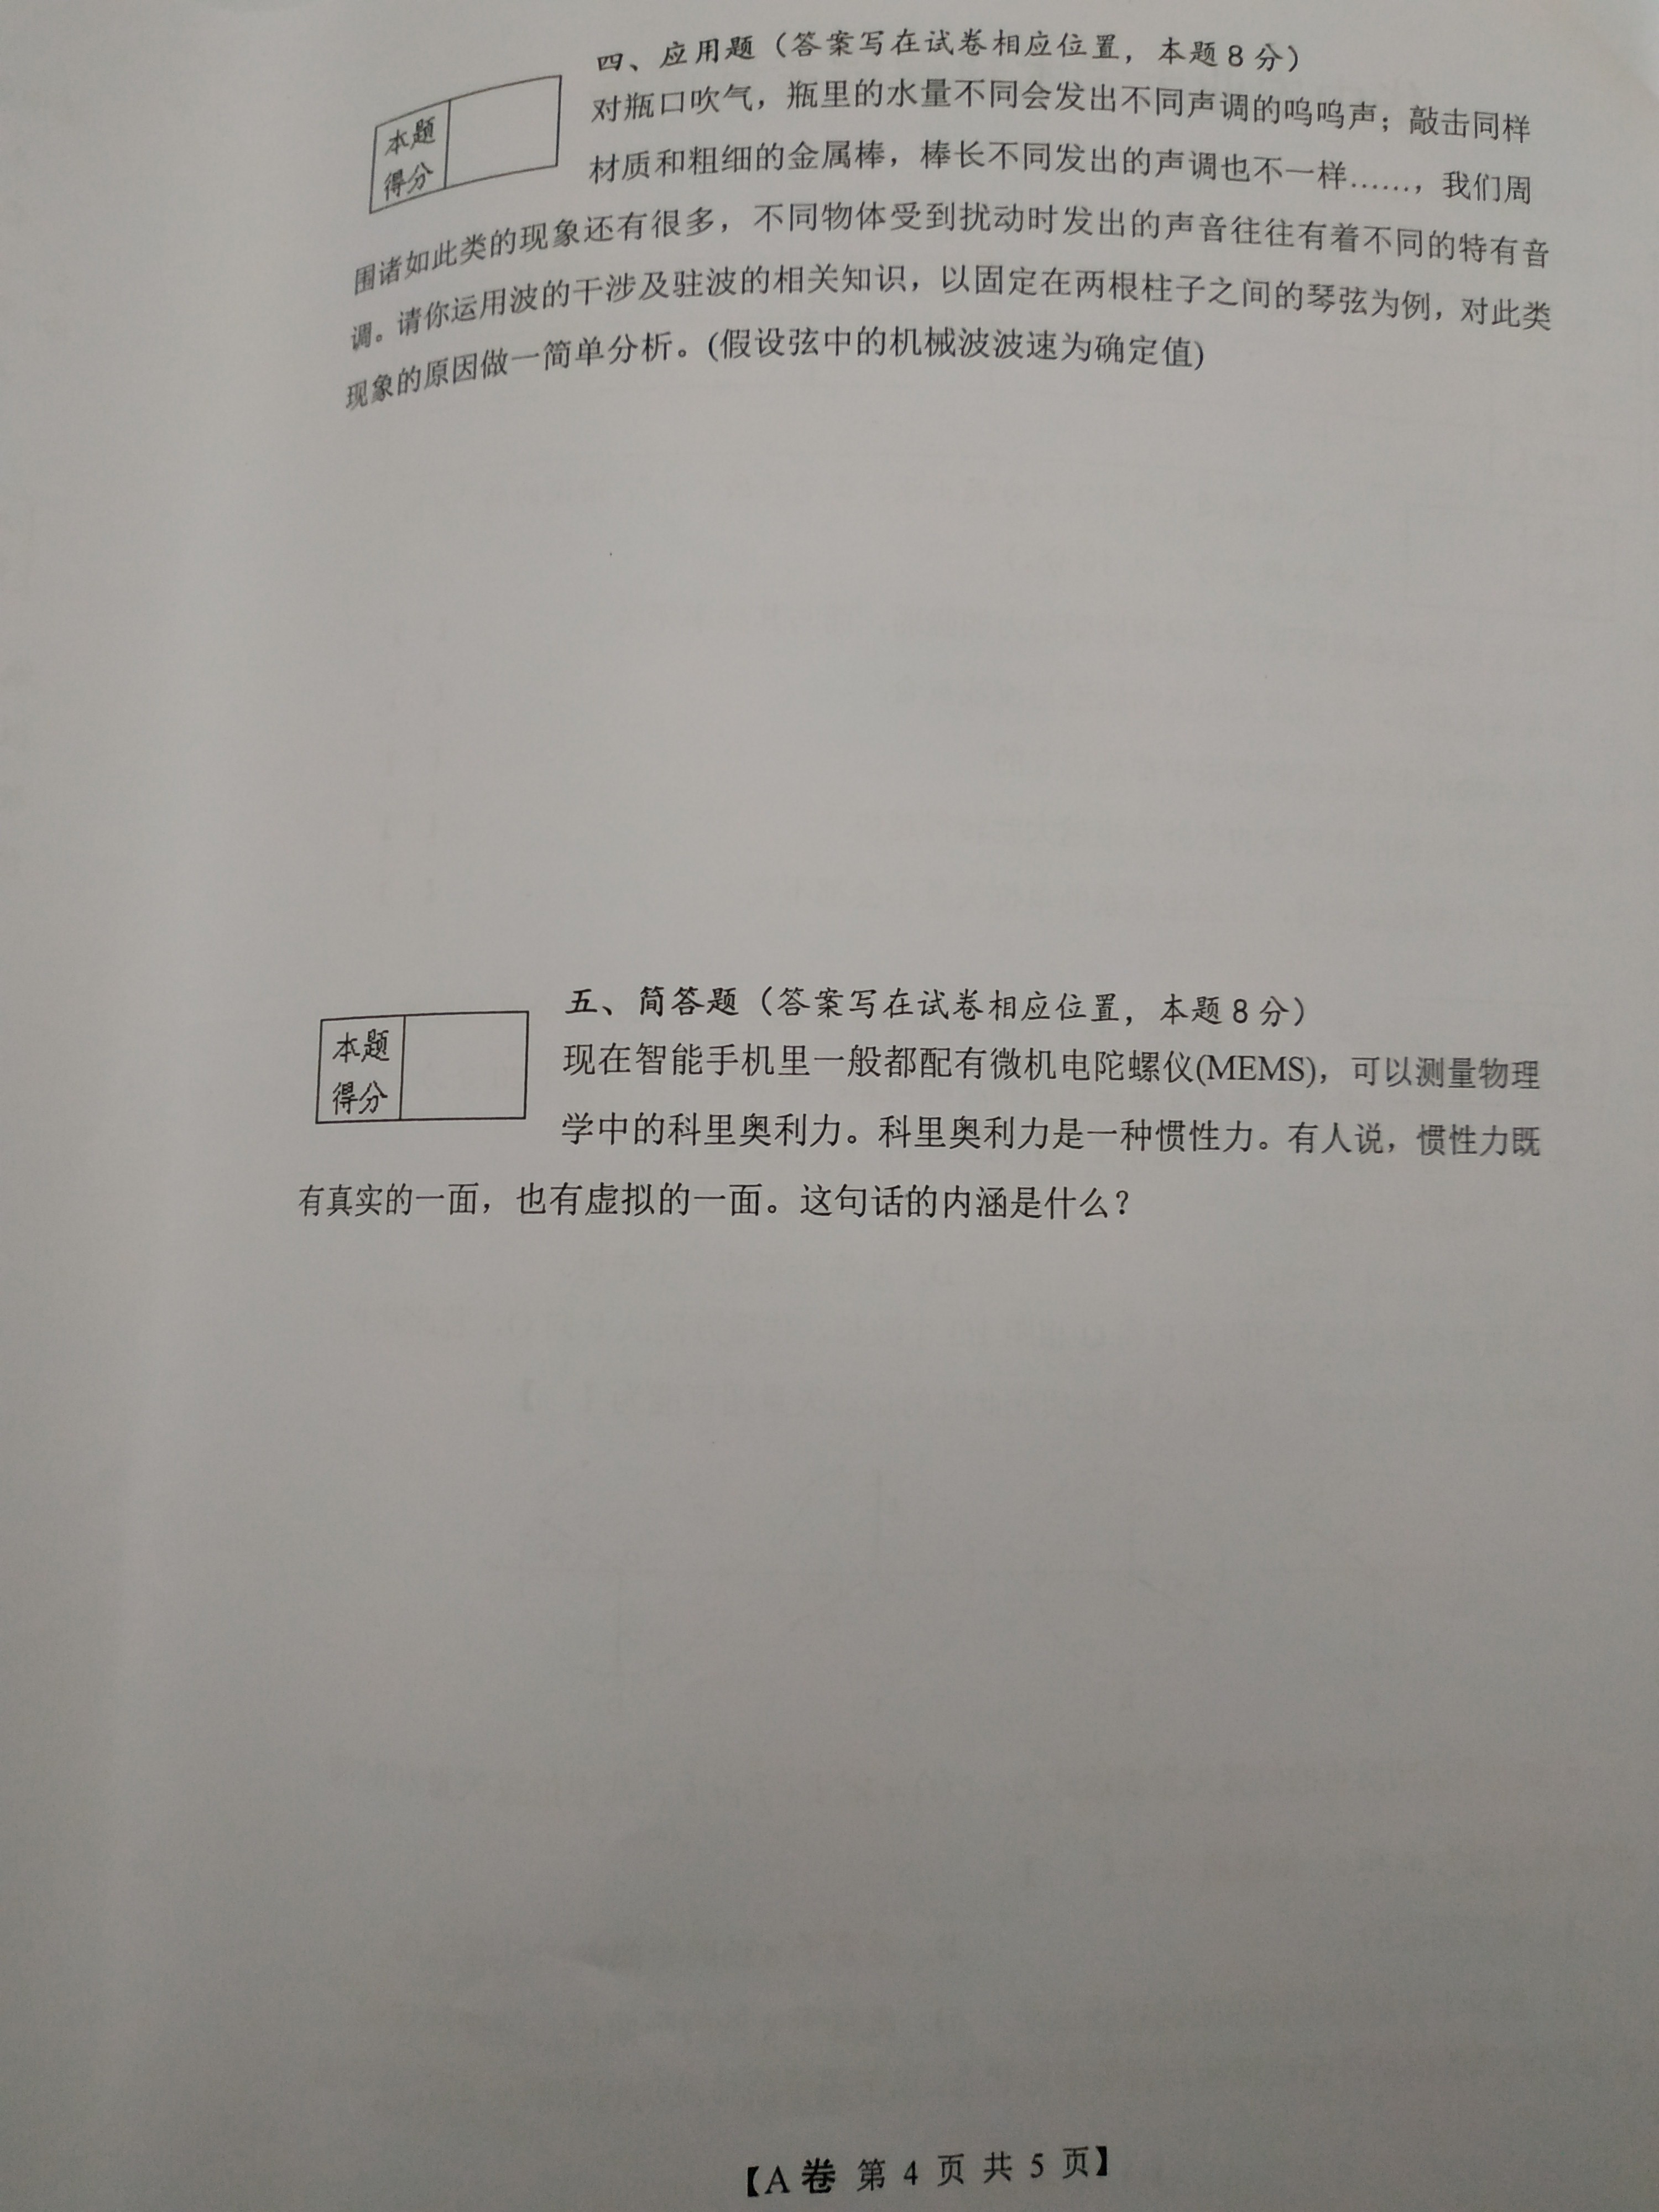 四、应用题（答案写在试卷相应位置，本题8分）
对瓶口吹气，瓶里的水量不同会发出不同声调的呜呜声；敲击同样
本题
得分
材质和粗细的金属棒，棒长不同发出的声调也不一样……，我们周
围诸如此类的现象还有很多，不同物体受到扰动时发出的声音往往有着不同的特有音
调。请你运用波的干涉及驻波的相关知识，以固定在两根柱子之间的琴弦为例，对此类
现象的原因做一简单分析。(假设弦中的机械波波速为确定值)
五、简答题（答案写在试卷相应位置，本题8分）
本题
得分
现在智能手机里一般都配有微机电陀螺仪(MEMS)，可以测量物理
学中的科里奥利力。科里奥利力是一种惯性力。有人说，惯性力既
有真实的一面，也有虚拟的一面。这句话的内涵是什么？
【A卷 第 4 页 共 5 页】